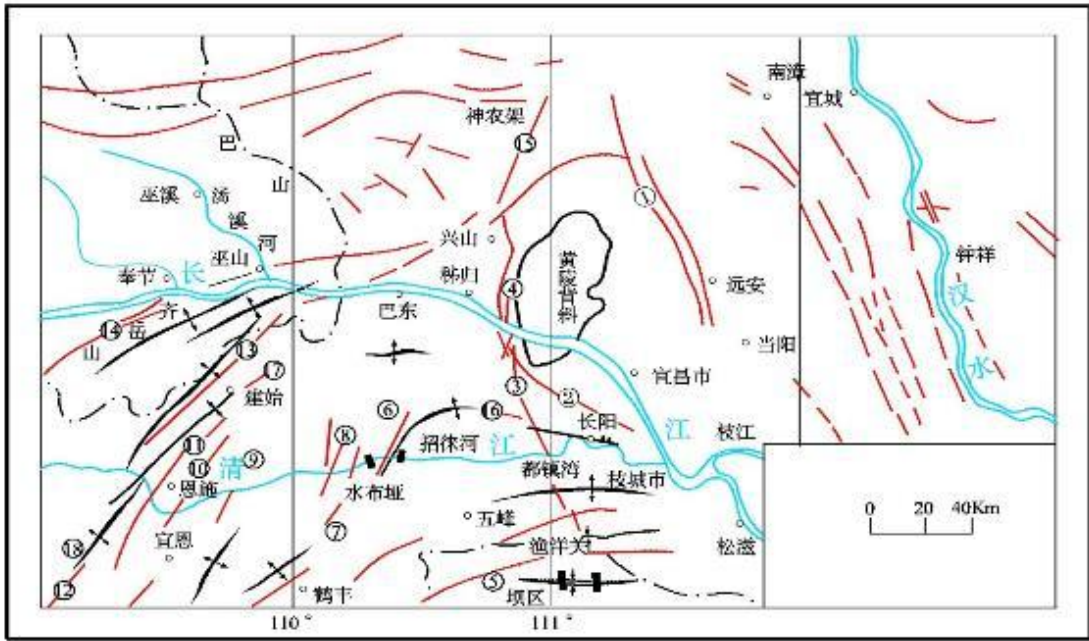 南漳
宜城
神农架
⑮
巴
山
巫溪
汤
溪
河
①
兴山
黄陵背斜
钟祥
巫山
奉节
长
秭归
④
远安
汉
齐
巴东
⑭
岳
山
当阳
水
⑬
③
宜昌市
⑰
建始
②
⑥
⑯
长阳
江
枝江
⑧
招徕河
江
⑪
⑩
⑨
清
都镇湾
恩施
水布垭
枝城市
五峰
⑦
渔洋关
松滋
⑱
宜恩
⑤
⑫
鹤丰
坝区
0 20 40Km
110°
111°